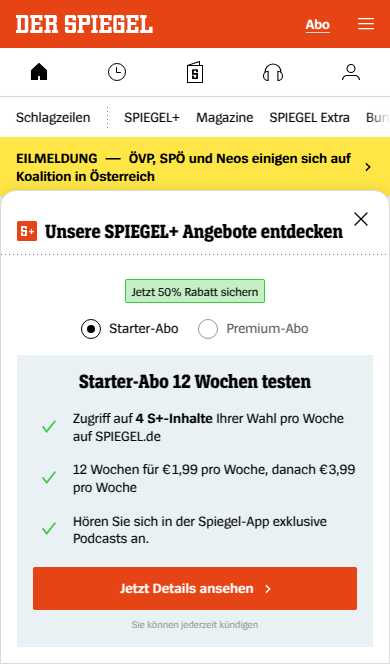 DER SPIEGEL
Abo
Schlagzeilen
SPIEGEL+
Magazine
SPIEGEL Extra
Bun
EILMELDUNG — ÖVP, SPÖ und Neos einigen sich auf
Koalition in Österreich
S+ Unsere SPIEGEL+ Angebote entdecken
Jetzt 50% Rabatt sichern
Starter-Abo
Premium-Abo
Starter-Abo 12 Wochen testen
Zugriff auf 4 S+-Inhalte Ihrer Wahl pro Woche
auf SPIEGEL.de
12 Wochen für €1,99 pro Woche, danach €3,99
pro Woche
Hören Sie sich in der Spiegel-App exklusive
Podcasts an.
Jetzt Details ansehen
Sie können jederzeit kündigen